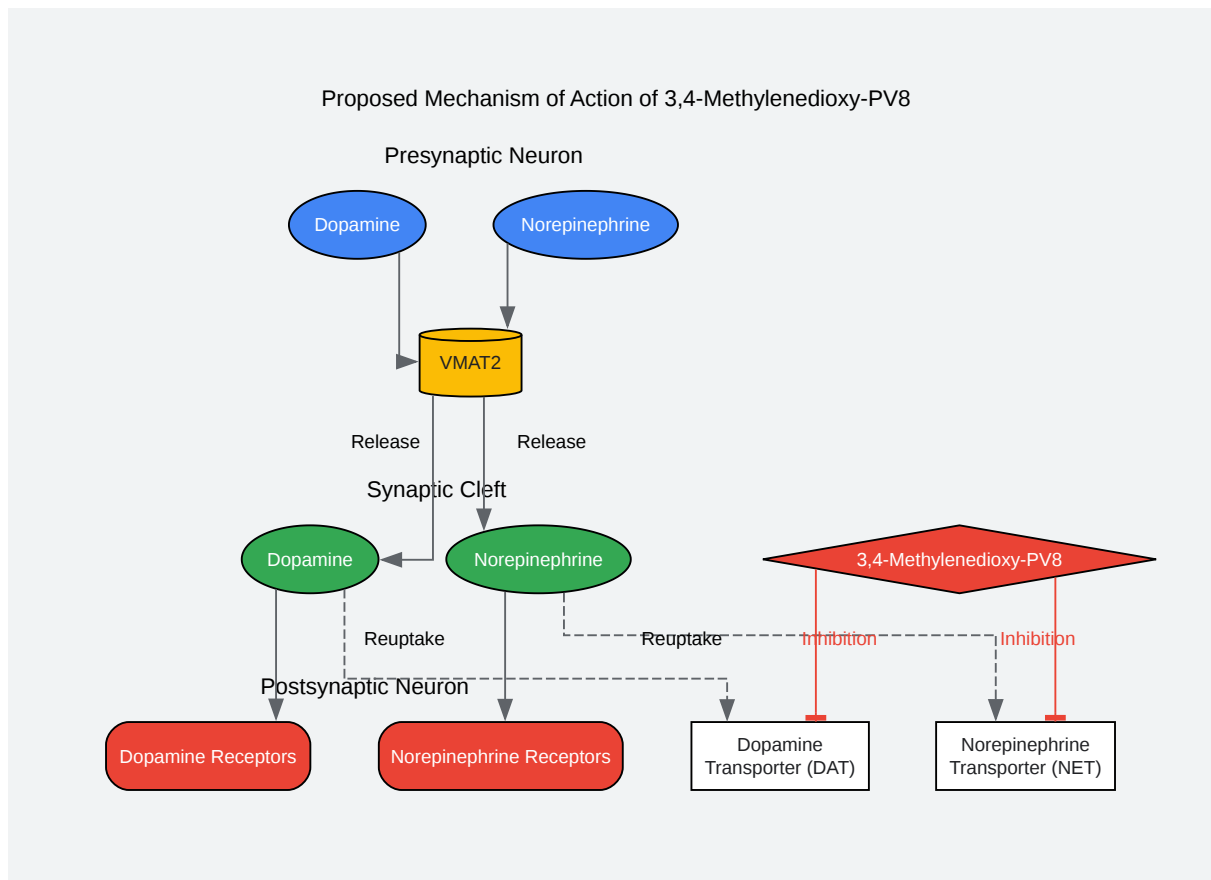 Proposed Mechanism of Action of 3,4-Methylenedioxy-PV8
Presynaptic Neuron
Dopamine
Norepinephrine
VMAT2
Release
Release
Synaptic Cleft
Dopamine
Norepinephrine
3,4-Methylenedioxy-PV8
Reuptake
Reuptake
Inhibition
Inhibition
Postsynaptic Neuron
Dopamine Receptors
Norepinephrine Receptors
Dopamine
Transporter (DAT)
Norepinephrine
Transporter (NET)